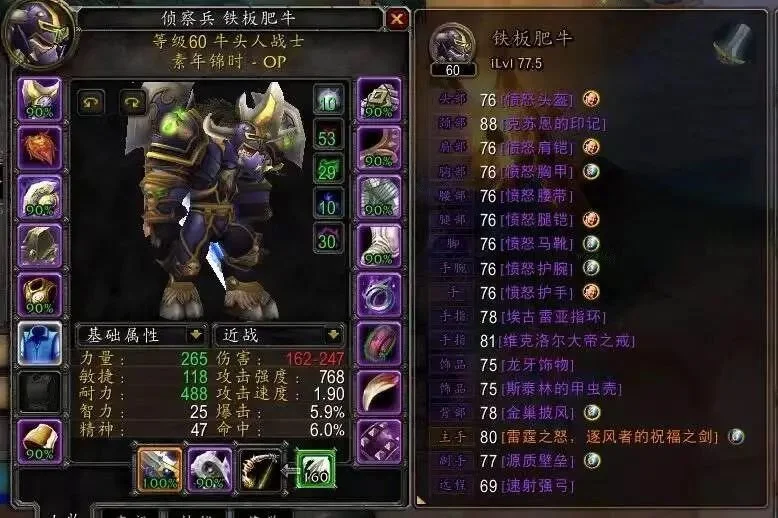 侦察兵 铁板肥牛
等级60 牛头人战士
素年锦时 - OP
90%
90%
90%
90%
90%
90%
90%
90%
10
53
29
10
30
基础属性
近战
力量： 265 伤害： 162-247
敏捷： 118 攻击强度： 768
耐力： 488 攻击速度： 1.90
智力： 25 爆击： 5.9%
精神： 47 命中： 6.0%
100%
90%
160
铁板肥牛
iLvl 77.5
60
头部 76 [愤怒头盔]
颈部 88 [克苏恩的印记]
肩部 76 [愤怒肩铠]
胸部 76 [愤怒胸甲]
腰部 76 [愤怒腰带]
腿部 76 [愤怒腿铠]
脚 76 [愤怒马靴]
手腕 76 [愤怒护腕]
手 76 [愤怒护手]
手指 78 [埃古雷亚指环]
手指 81 [维克洛尔大帝之戒]
饰品 75 [龙牙饰物]
饰品 75 [斯泰林的甲虫壳]
背部 78 [金巢披风]
主手 80 [雷霆之怒，逐风者的祝福之剑]
副手 77 [源质壁垒]
远程 69 [速射强弓]